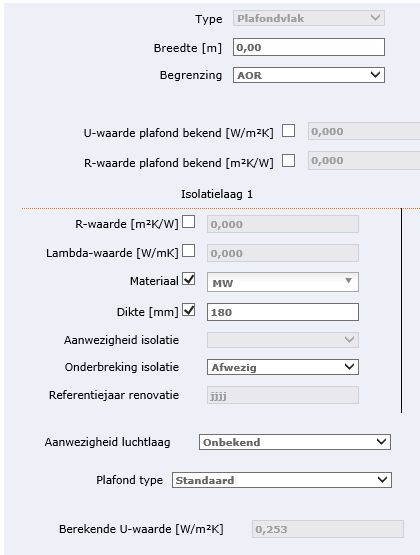 Type Plafondvlak
Breedte [m] 0,00
Begrenzing AOR
U-waarde plafond bekend [W/m²K] 0,000
R-waarde plafond bekend [m²K/W] 0,000
Isolatielaag 1
R-waarde [m²K/W] 0,000
Lambda-waarde [W/mK] 0,000
Materiaal MW
Dikte [mm] 180
Aanwezigheid isolatie
Onderbreking isolatie Afwezig
Referentiejaar renovatie jjjj
Aanwezigheid luchtlaag Onbekend
Plafond type Standaard
Berekende U-waarde [W/m²K] 0,253